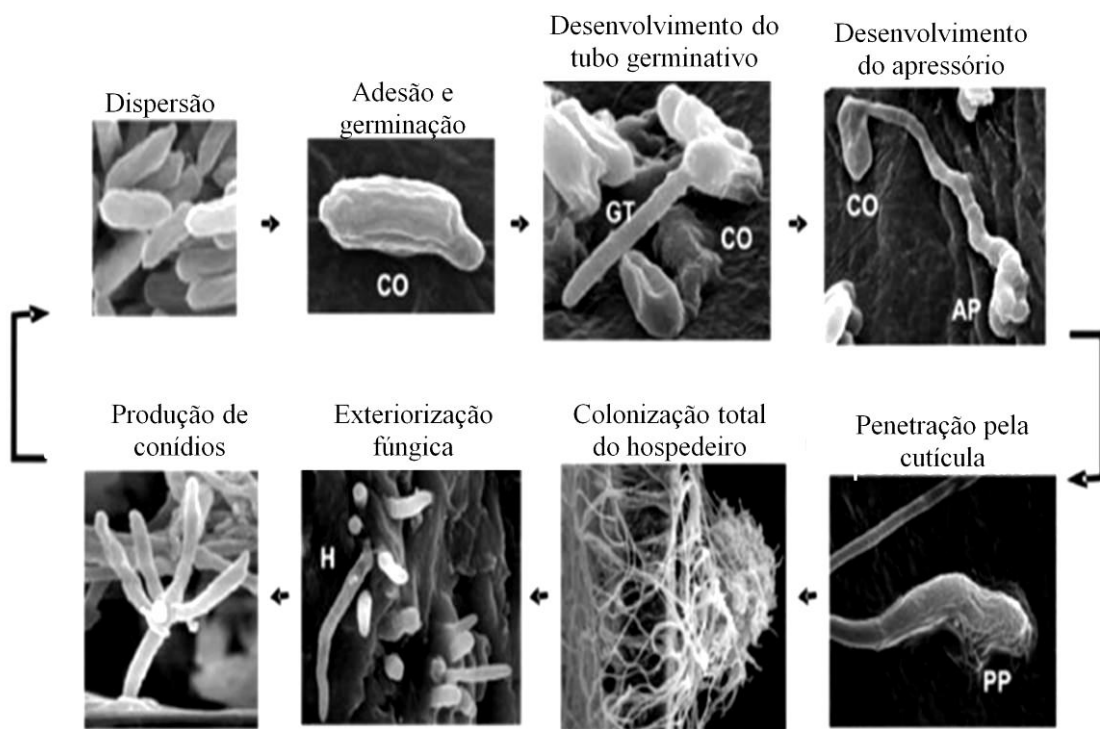 Dispersão
Adesão e
germinação
CO
Desenvolvimento do
tubo germinativo
GT
CO
Desenvolvimento
do apressório
CO
AP
Produção de
conídios
Exteriorização
fúngica
H
Colonização total
do hospedeiro
Penetração pela
cutícula
PP